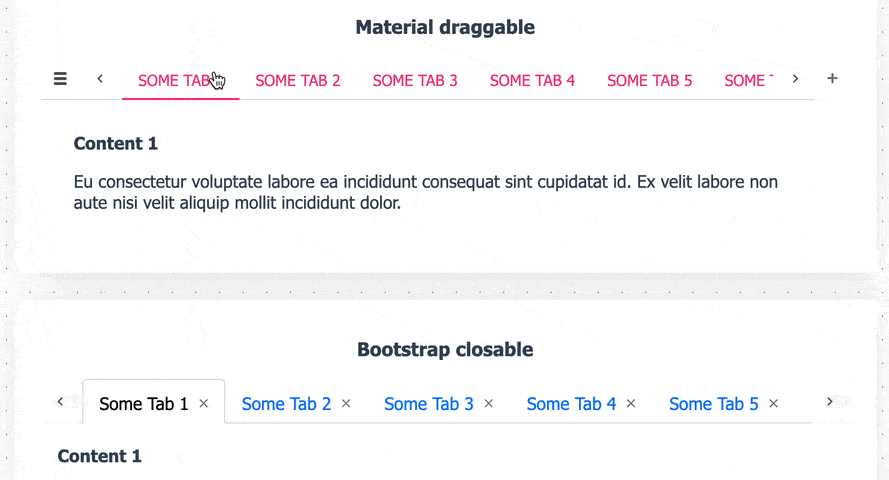 Material draggable
SOME TAB SOME TAB 2 SOME TAB 3 SOME TAB 4 SOME TAB 5 SOME
Content 1
Eu consectetur voluptate labore ea incididunt consequat sint cupidatat id. Ex velit labore non
aute nisi velit aliquip mollit incididunt dolor.
Bootstrap closable
Some Tab 1 × Some Tab 2 × Some Tab 3 × Some Tab 4 × Some Tab 5 ×
Content 1